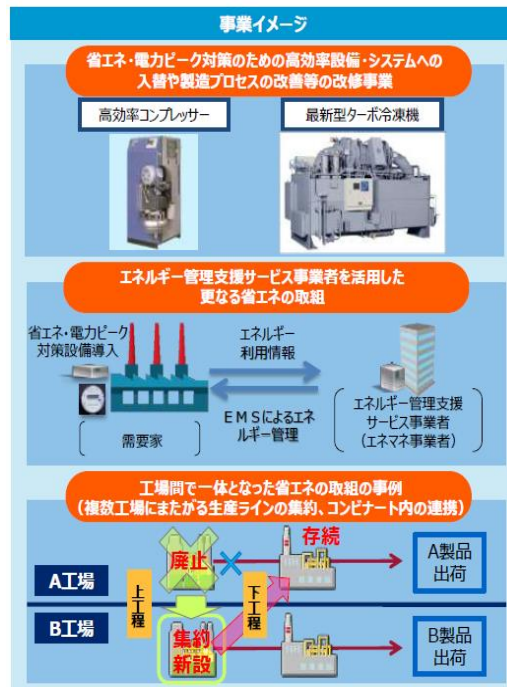 事業イメージ
省エネ・電力ピーク対策のための高効率設備・システムへの
入替や製造プロセスの改善等の改修事業
高効率コンプレッサー
最新型ターボ冷凍機
エネルギー管理支援サービス事業者を活用した
更なる省エネの取組
省エネ・電力ピーク
対策設備導入
エネルギー
利用情報
EMSによるエネ
ルギー管理
需要家
エネルギー管理支援
サービス事業者
(エネマネ事業者)
工場間で一体となった省エネの取組の事例
(複数工場にまたがる生産ラインの集約、コンビナート内の連携)
廃止
存続
A製品
出荷
A工場
上工程
下工程
B工場
集約
新設
B製品
出荷